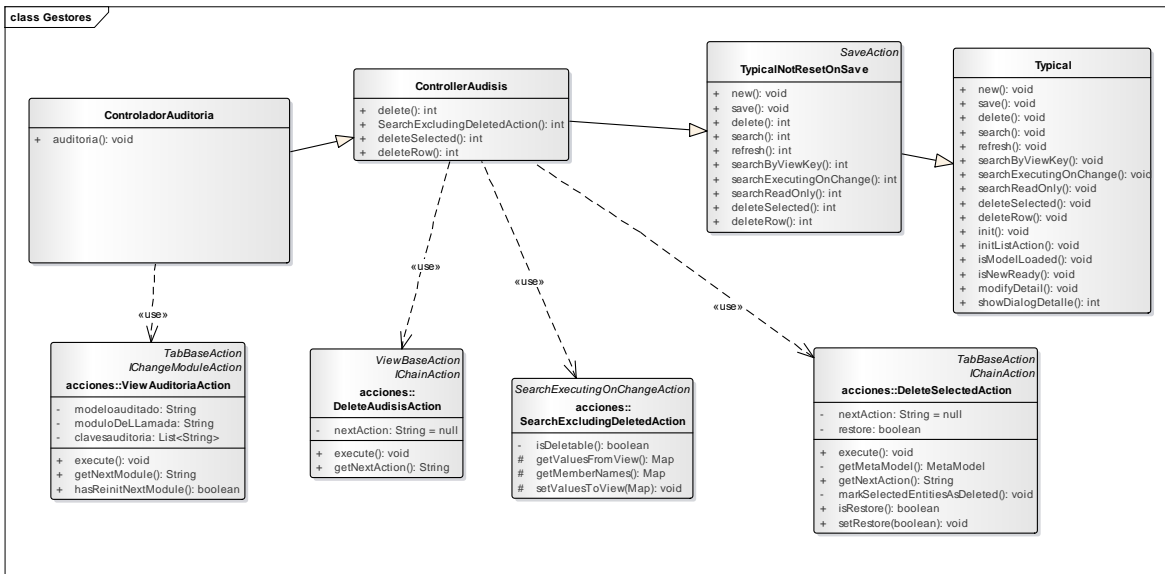 class Gestores
ControladorAuditoria
+ auditoria(): void
ControllerAudisis
+ delete(): int
+ SearchExcludingDeletedAction(): int
+ deleteSelected(): int
+ deleteRow(): int
SaveAction
TypicalNotResetOnSave
+ new(): void
+ save(): void
+ delete(): int
+ search(): int
+ refresh(): int
+ searchByViewKey(): int
+ searchExecutingOnChange(): int
+ searchReadOnly(): int
+ deleteSelected(): int
+ deleteRow(): int
Typical
+ new(): void
+ save(): void
+ delete(): void
+ search(): void
+ refresh(): void
+ searchByViewKey(): void
+ searchExecutingOnChange(): void
+ searchReadOnly(): void
+ deleteSelected(): void
+ deleteRow(): void
+ init(): void
+ initListAction(): void
+ isModelLoaded(): void
+ isNewReady(): void
+ modifyDetail(): void
+ showDialogDetalle(): int
«use»
«use»
«use»
«use»
TabBaseAction
IChangeModuleAction
acciones::ViewAuditoriaAction
- modeloauditado: String
- moduloDeLLamada: String
- clavesauditoria: List<String>
+ execute(): void
+ getNextModule(): String
+ hasReinitNextModule(): boolean
ViewBaseAction
IChainAction
acciones::
DeleteAudisisAction
- nextAction: String = null
+ execute(): void
+ getNextAction(): String
SearchExecutingOnChangeAction
acciones::
SearchExcludingDeletedAction
- isDeletable(): boolean
# getValuesFromView(): Map
# getMemberNames(): Map
# setValuesToView(Map): void
TabBaseAction
IChainAction
acciones::DeleteSelectedAction
- nextAction: String = null
- restore: boolean
+ execute(): void
- getMetaModel(): MetaModel
+ getNextAction(): String
- markSelectedEntitiesAsDeleted(): void
+ isRestore(): boolean
+ setRestore(boolean): void